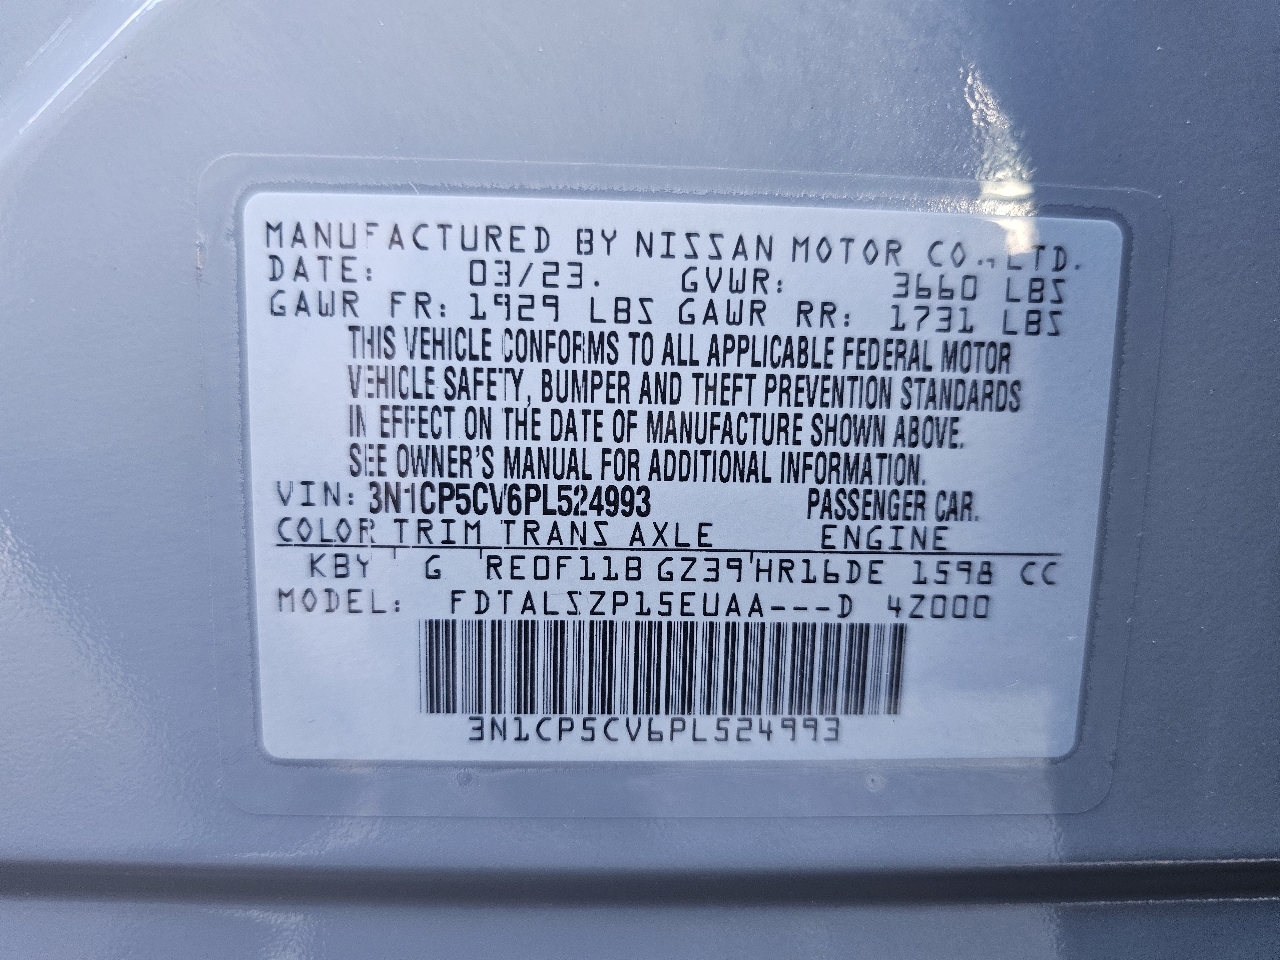 MANUFACTURED BY NISSAN MOTOR CO.,LTD.
DATE: 03/23. GVWR: 3660 LBS
GAWR FR: 1929 LBS GAWR RR: 1731 LBS
THIS VEHICLE CONFORMS TO ALL APPLICABLE FEDERAL MOTOR
VEHICLE SAFETY, BUMPER AND THEFT PREVENTION STANDARDS
IN EFFECT ON THE DATE OF MANUFACTURE SHOWN ABOVE.
SEE OWNER'S MANUAL FOR ADDITIONAL INFORMATION.
VIN: 3N1CP5CV6PL524993 PASSENGER CAR.
COLOR TRIM TRANS AXLE ENGINE
KBY G RE0F11B GZ39 HR16DE 1598 CC
MODEL: FDTALSZP15EUAA---D 4Z000
3N1CP5CV6PL524993